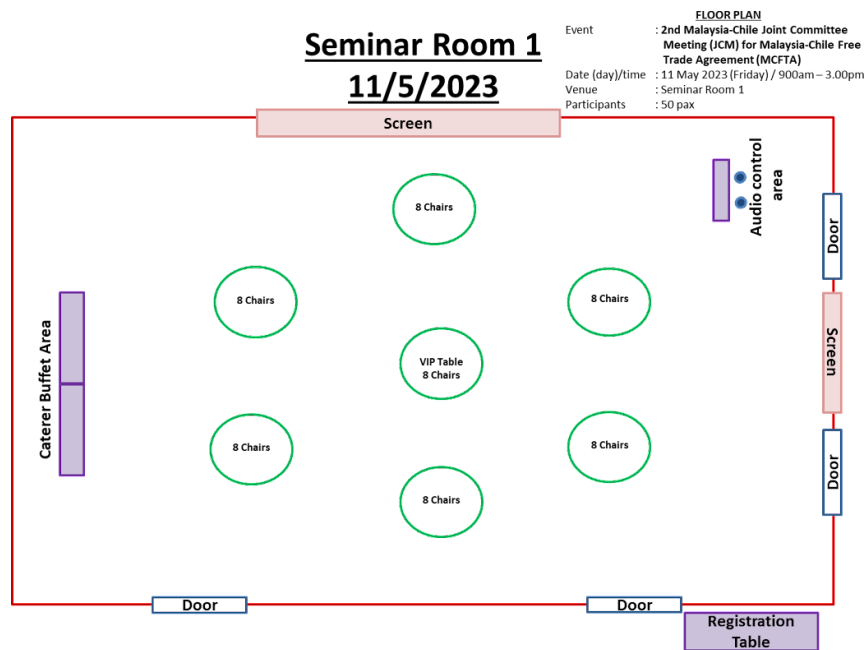 Seminar Room 1
11/5/2023
FLOOR PLAN
Event : 2nd Malaysia-Chile Joint Committee
Meeting (JCM) for Malaysia-Chile Free
Trade Agreement (MCFTA)
Date (day)/time : 11 May 2023 (Friday) / 900am – 3.00pm
Venue : Seminar Room 1
Participants : 50 pax
Screen
Audio control
area
8 Chairs
Door
8 Chairs
8 Chairs
Screen
Caterer Buffet Area
VIP Table
8 Chairs
8 Chairs
8 Chairs
Door
8 Chairs
Door
Door
Registration
Table